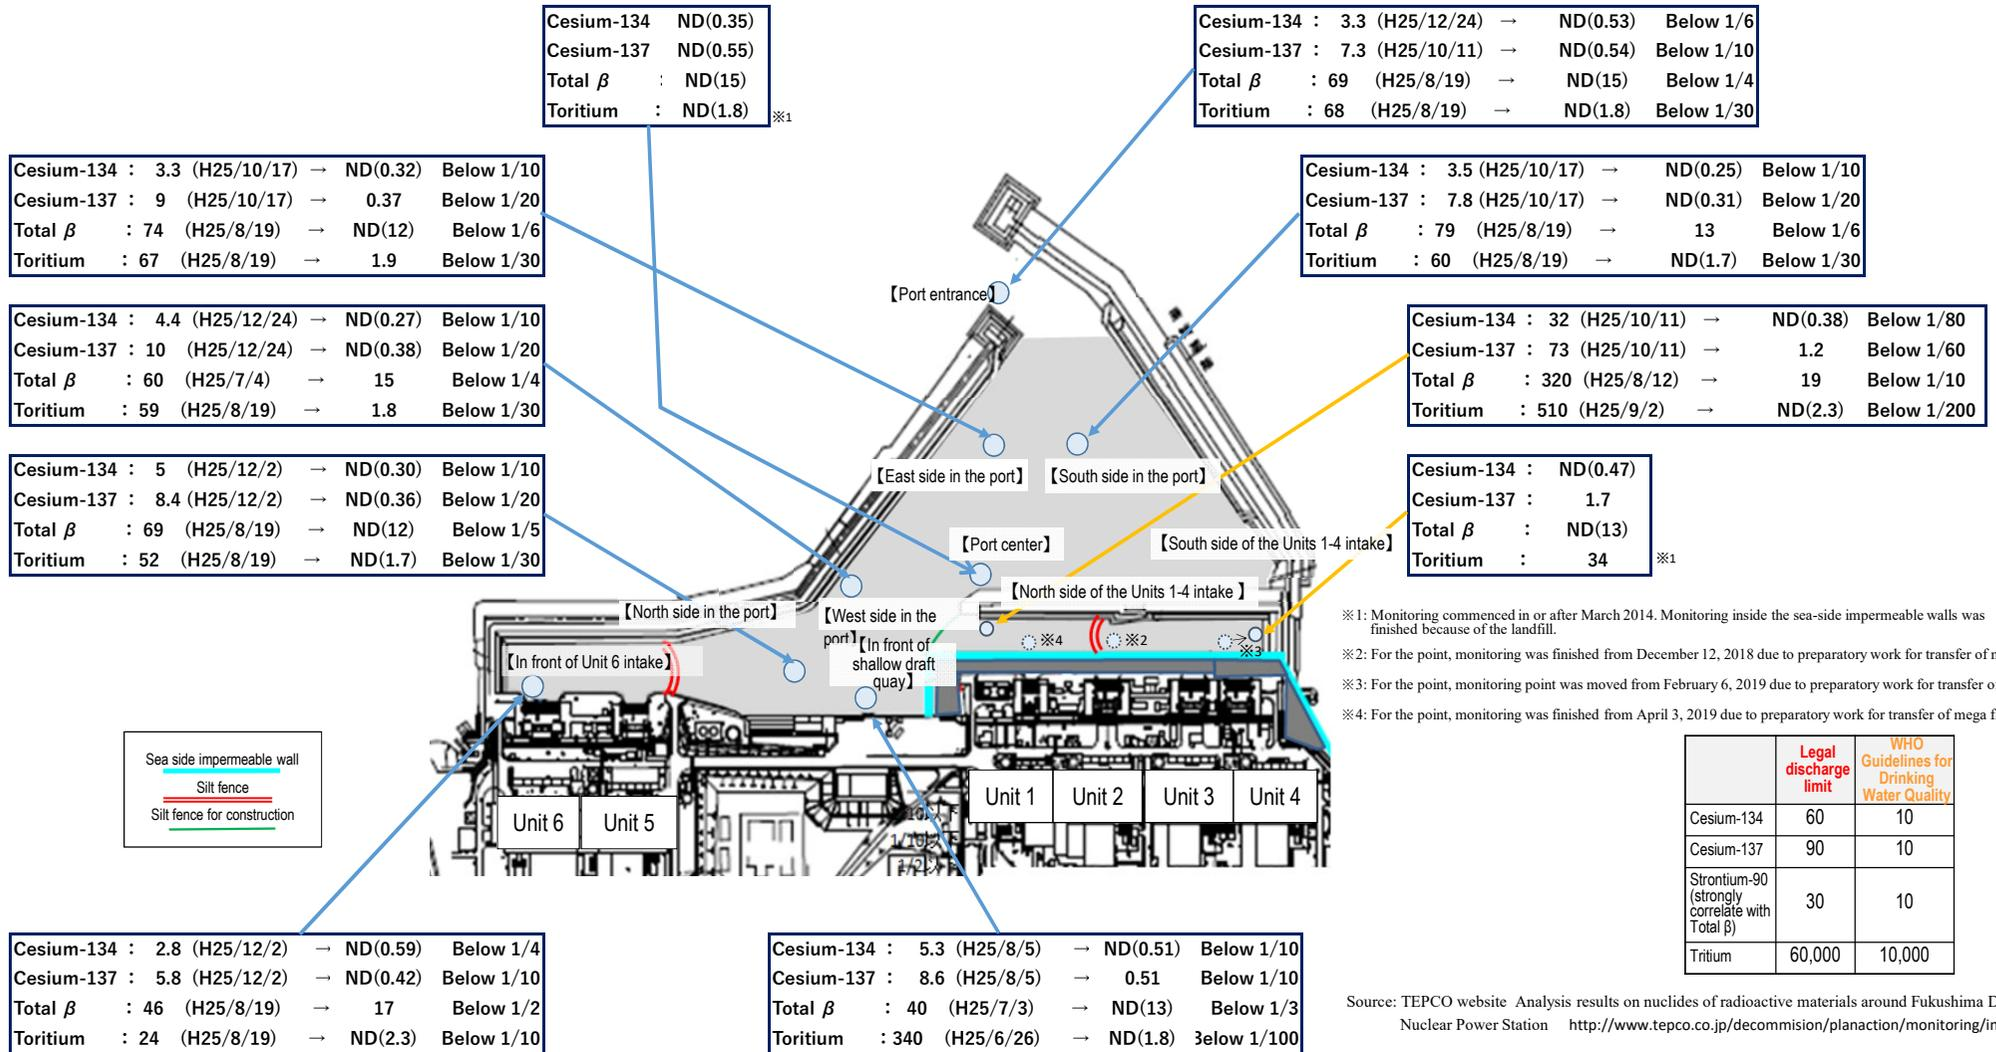 Cesium-134 ND(0.35)
Cesium-137 ND(0.55)
Total β : ND(15)
Toritium : ND(1.8)
※1
Cesium-134 : 3.3 (H25/12/24) → ND(0.53) Below 1/6
Cesium-137 : 7.3 (H25/10/11) → ND(0.54) Below 1/10
Total β : 69 (H25/8/19) → ND(15) Below 1/4
Toritium : 68 (H25/8/19) → ND(1.8) Below 1/30
Cesium-134 : 3.3 (H25/10/17) → ND(0.32) Below 1/10
Cesium-137 : 9 (H25/10/17) → 0.37 Below 1/20
Total β : 74 (H25/8/19) → ND(12) Below 1/6
Toritium : 67 (H25/8/19) → 1.9 Below 1/30
Cesium-134 : 3.5 (H25/10/17) → ND(0.25) Below 1/10
Cesium-137 : 7.8 (H25/10/17) → ND(0.31) Below 1/20
Total β : 79 (H25/8/19) → 13 Below 1/6
Toritium : 60 (H25/8/19) → ND(1.7) Below 1/30
Cesium-134 : 4.4 (H25/12/24) → ND(0.27) Below 1/10
Cesium-137 : 10 (H25/12/24) → ND(0.38) Below 1/20
Total β : 60 (H25/7/4) → 15 Below 1/4
Toritium : 59 (H25/8/19) → 1.8 Below 1/30
Cesium-134 : 32 (H25/10/11) → ND(0.38) Below 1/80
Cesium-137 : 73 (H25/10/11) → 1.2 Below 1/60
Total β : 320 (H25/8/12) → 19 Below 1/10
Toritium : 510 (H25/9/2) → ND(2.3) Below 1/200
Cesium-134 : 5 (H25/12/2) → ND(0.30) Below 1/10
Cesium-137 : 8.4 (H25/12/2) → ND(0.36) Below 1/20
Total β : 69 (H25/8/19) → ND(12) Below 1/5
Toritium : 52 (H25/8/19) → ND(1.7) Below 1/30
Cesium-134 : ND(0.47)
Cesium-137 : 1.7
Total β : ND(13)
Toritium : 34
※1
【Port entrance】
【East side in the port】
【South side in the port】
【Port center】
【South side of the Units 1-4 intake】
【North side of the Units 1-4 intake 】
【North side in the port】
【West side in the
port】
【In front of
shallow draft
quay】
【In front of Unit 6 intake】
※4
※2
※3
Unit 6
Unit 5
Unit 1
Unit 2
Unit 3
Unit 4
※1: Monitoring commenced in or after March 2014. Monitoring inside the sea-side impermeable walls was
finished because of the landfill.
※2: For the point, monitoring was finished from December 12, 2018 due to preparatory work for transfer of
※3: For the point, monitoring point was moved from February 6, 2019 due to preparatory work for transfer
※4: For the point, monitoring was finished from April 3, 2019 due to preparatory work for transfer of mega
Sea side impermeable wall
Silt fence
Silt fence for construction
Legal
discharge
limit
WHO
Guidelines for
Drinking
Water Quality
Cesium-134 60 10
Cesium-137 90 10
Strontium-90
(strongly
correlate with
Total β)
30 10
Tritium 60,000 10,000
Cesium-134 : 2.8 (H25/12/2) → ND(0.59) Below 1/4
Cesium-137 : 5.8 (H25/12/2) → ND(0.42) Below 1/10
Total β : 46 (H25/8/19) → 17 Below 1/2
Toritium : 24 (H25/8/19) → ND(2.3) Below 1/10
Cesium-134 : 5.3 (H25/8/5) → ND(0.51) Below 1/10
Cesium-137 : 8.6 (H25/8/5) → 0.51 Below 1/10
Total β : 40 (H25/7/3) → ND(13) Below 1/3
Toritium : 340 (H25/6/26) → ND(1.8) Below 1/100
Source: TEPCO website Analysis results on nuclides of radioactive materials around Fukushima
Nuclear Power Station http://www.tepco.co.jp/decommision/planaction/monitoring/in